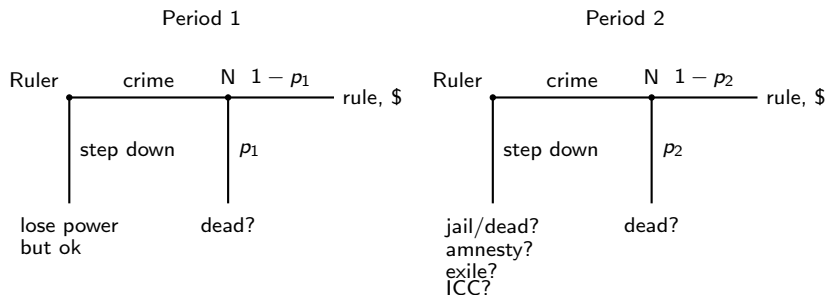 Period 1
Ruler crime N 1 − p₁ rule, $
step down p₁
lose power dead?
but ok
Period 2
Ruler crime N 1 − p₂ rule, $
step down p₂
jail/dead? dead?
amnesty?
exile?
ICC?